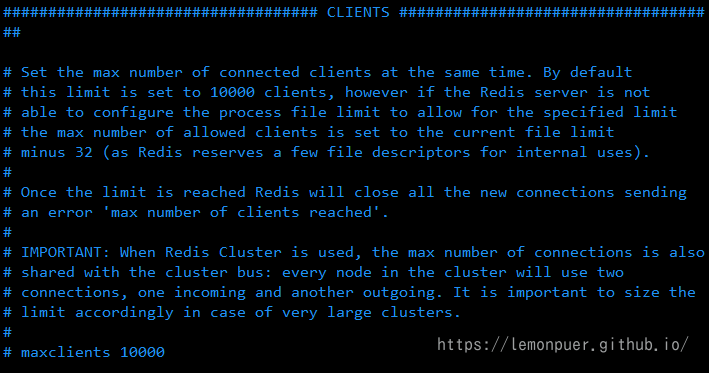 ################################### CLIENTS ##################################
##
# Set the max number of connected clients at the same time. By default
# this limit is set to 10000 clients, however if the Redis server is not
# able to configure the process file limit to allow for the specified limit
# the max number of allowed clients is set to the current file limit
# minus 32 (as Redis reserves a few file descriptors for internal uses).
#
# Once the limit is reached Redis will close all the new connections sending
# an error 'max number of clients reached'.
#
# IMPORTANT: When Redis Cluster is used, the max number of connections is also
# shared with the cluster bus: every node in the cluster will use two
# connections, one incoming and another outgoing. It is important to size the
# limit accordingly in case of very large clusters.
#
# maxclients 10000
https://lemonpuer.github.io/